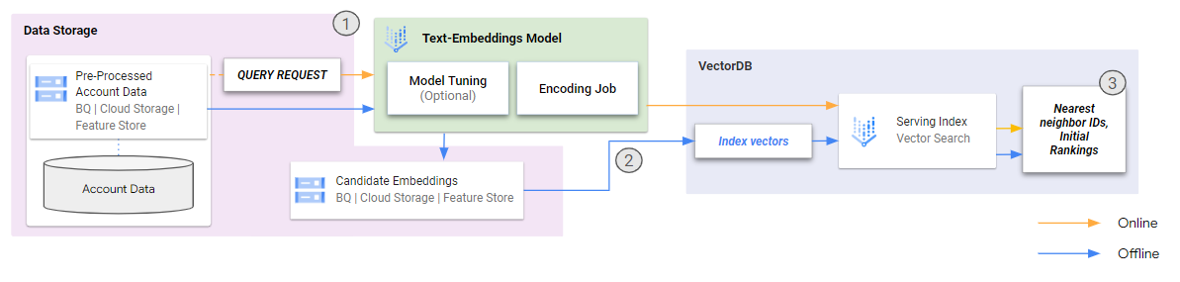 Data Storage
1
Pre-Processed
Account Data
BQ | Cloud Storage |
Feature Store
QUERY REQUEST
Account Data
Text-Embeddings Model
Model Tuning
(Optional)
Encoding Job
Candidate Embeddings
BQ | Cloud Storage | Feature Store
2
VectorDB
Index vectors
Serving Index
Vector Search
3
Nearest
neighbor IDs,
Initial
Rankings
Online
Offline